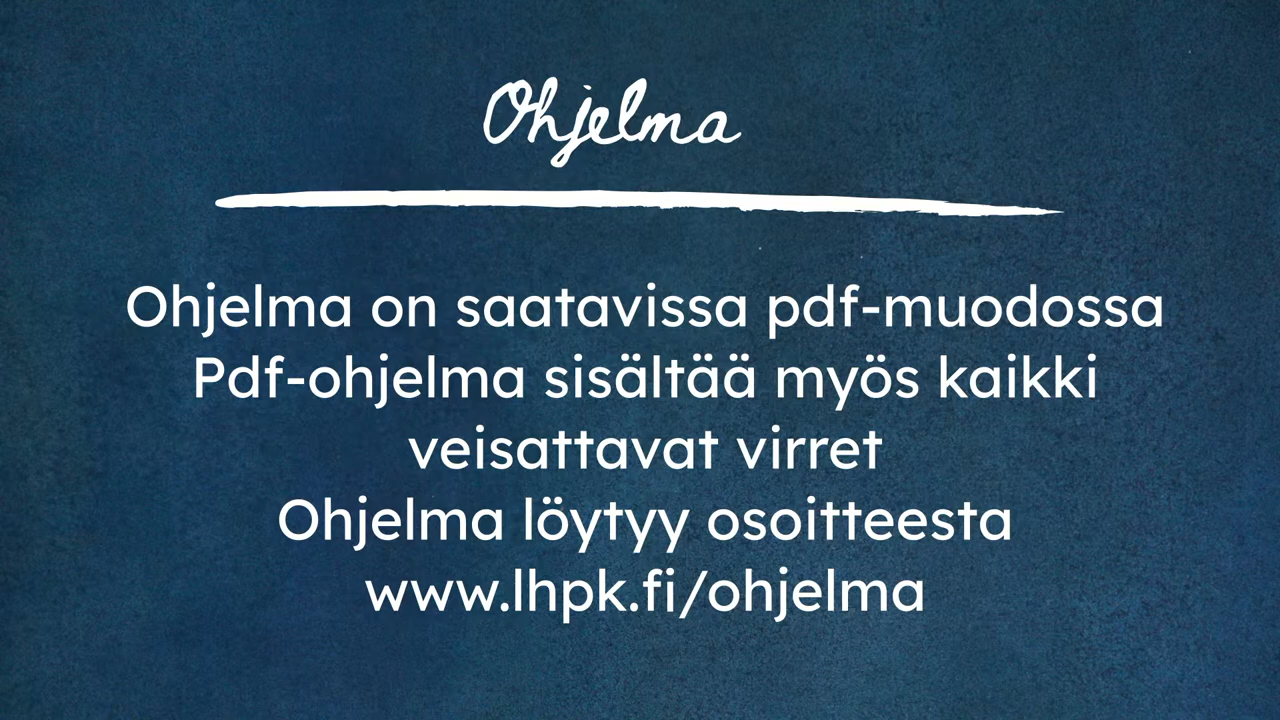 Ohjelma
Ohjelma on saatavissa pdf-muodossa
Pdf-ohjelma sisältää myös kaikki
veisattavat virret
Ohjelma löytyy osoitteesta
www.lhpk.fi/ohjelma